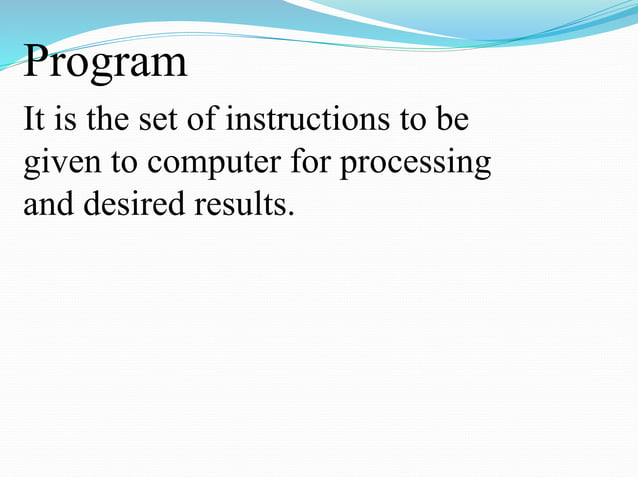 Program
It is the set of instructions to be
given to computer for processing
and desired results.